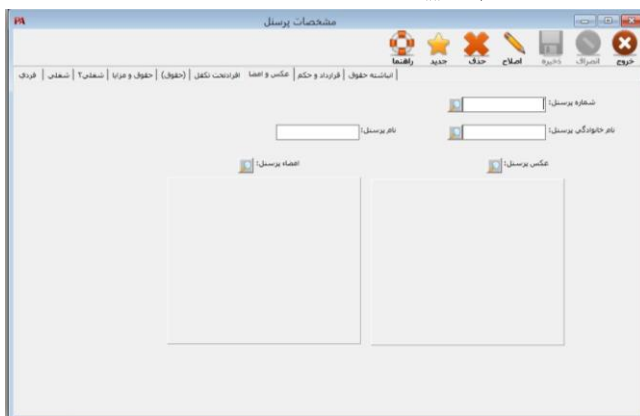 مشخصات پرسنل
PA
خروج انصراف ذخیره اصلاح حذف جدید راهنما
فردی | شغلی | شغلی۲ | حقوق و مزایا | (حقوق) | افرادتحت تکفل | عکس و امضا | قرارداد و حکم | انباشته حقوق
شماره پرسنل:
نام خانوادگی پرسنل: نام پرسنل:
عکس پرسنل: امضاء پرسنل: